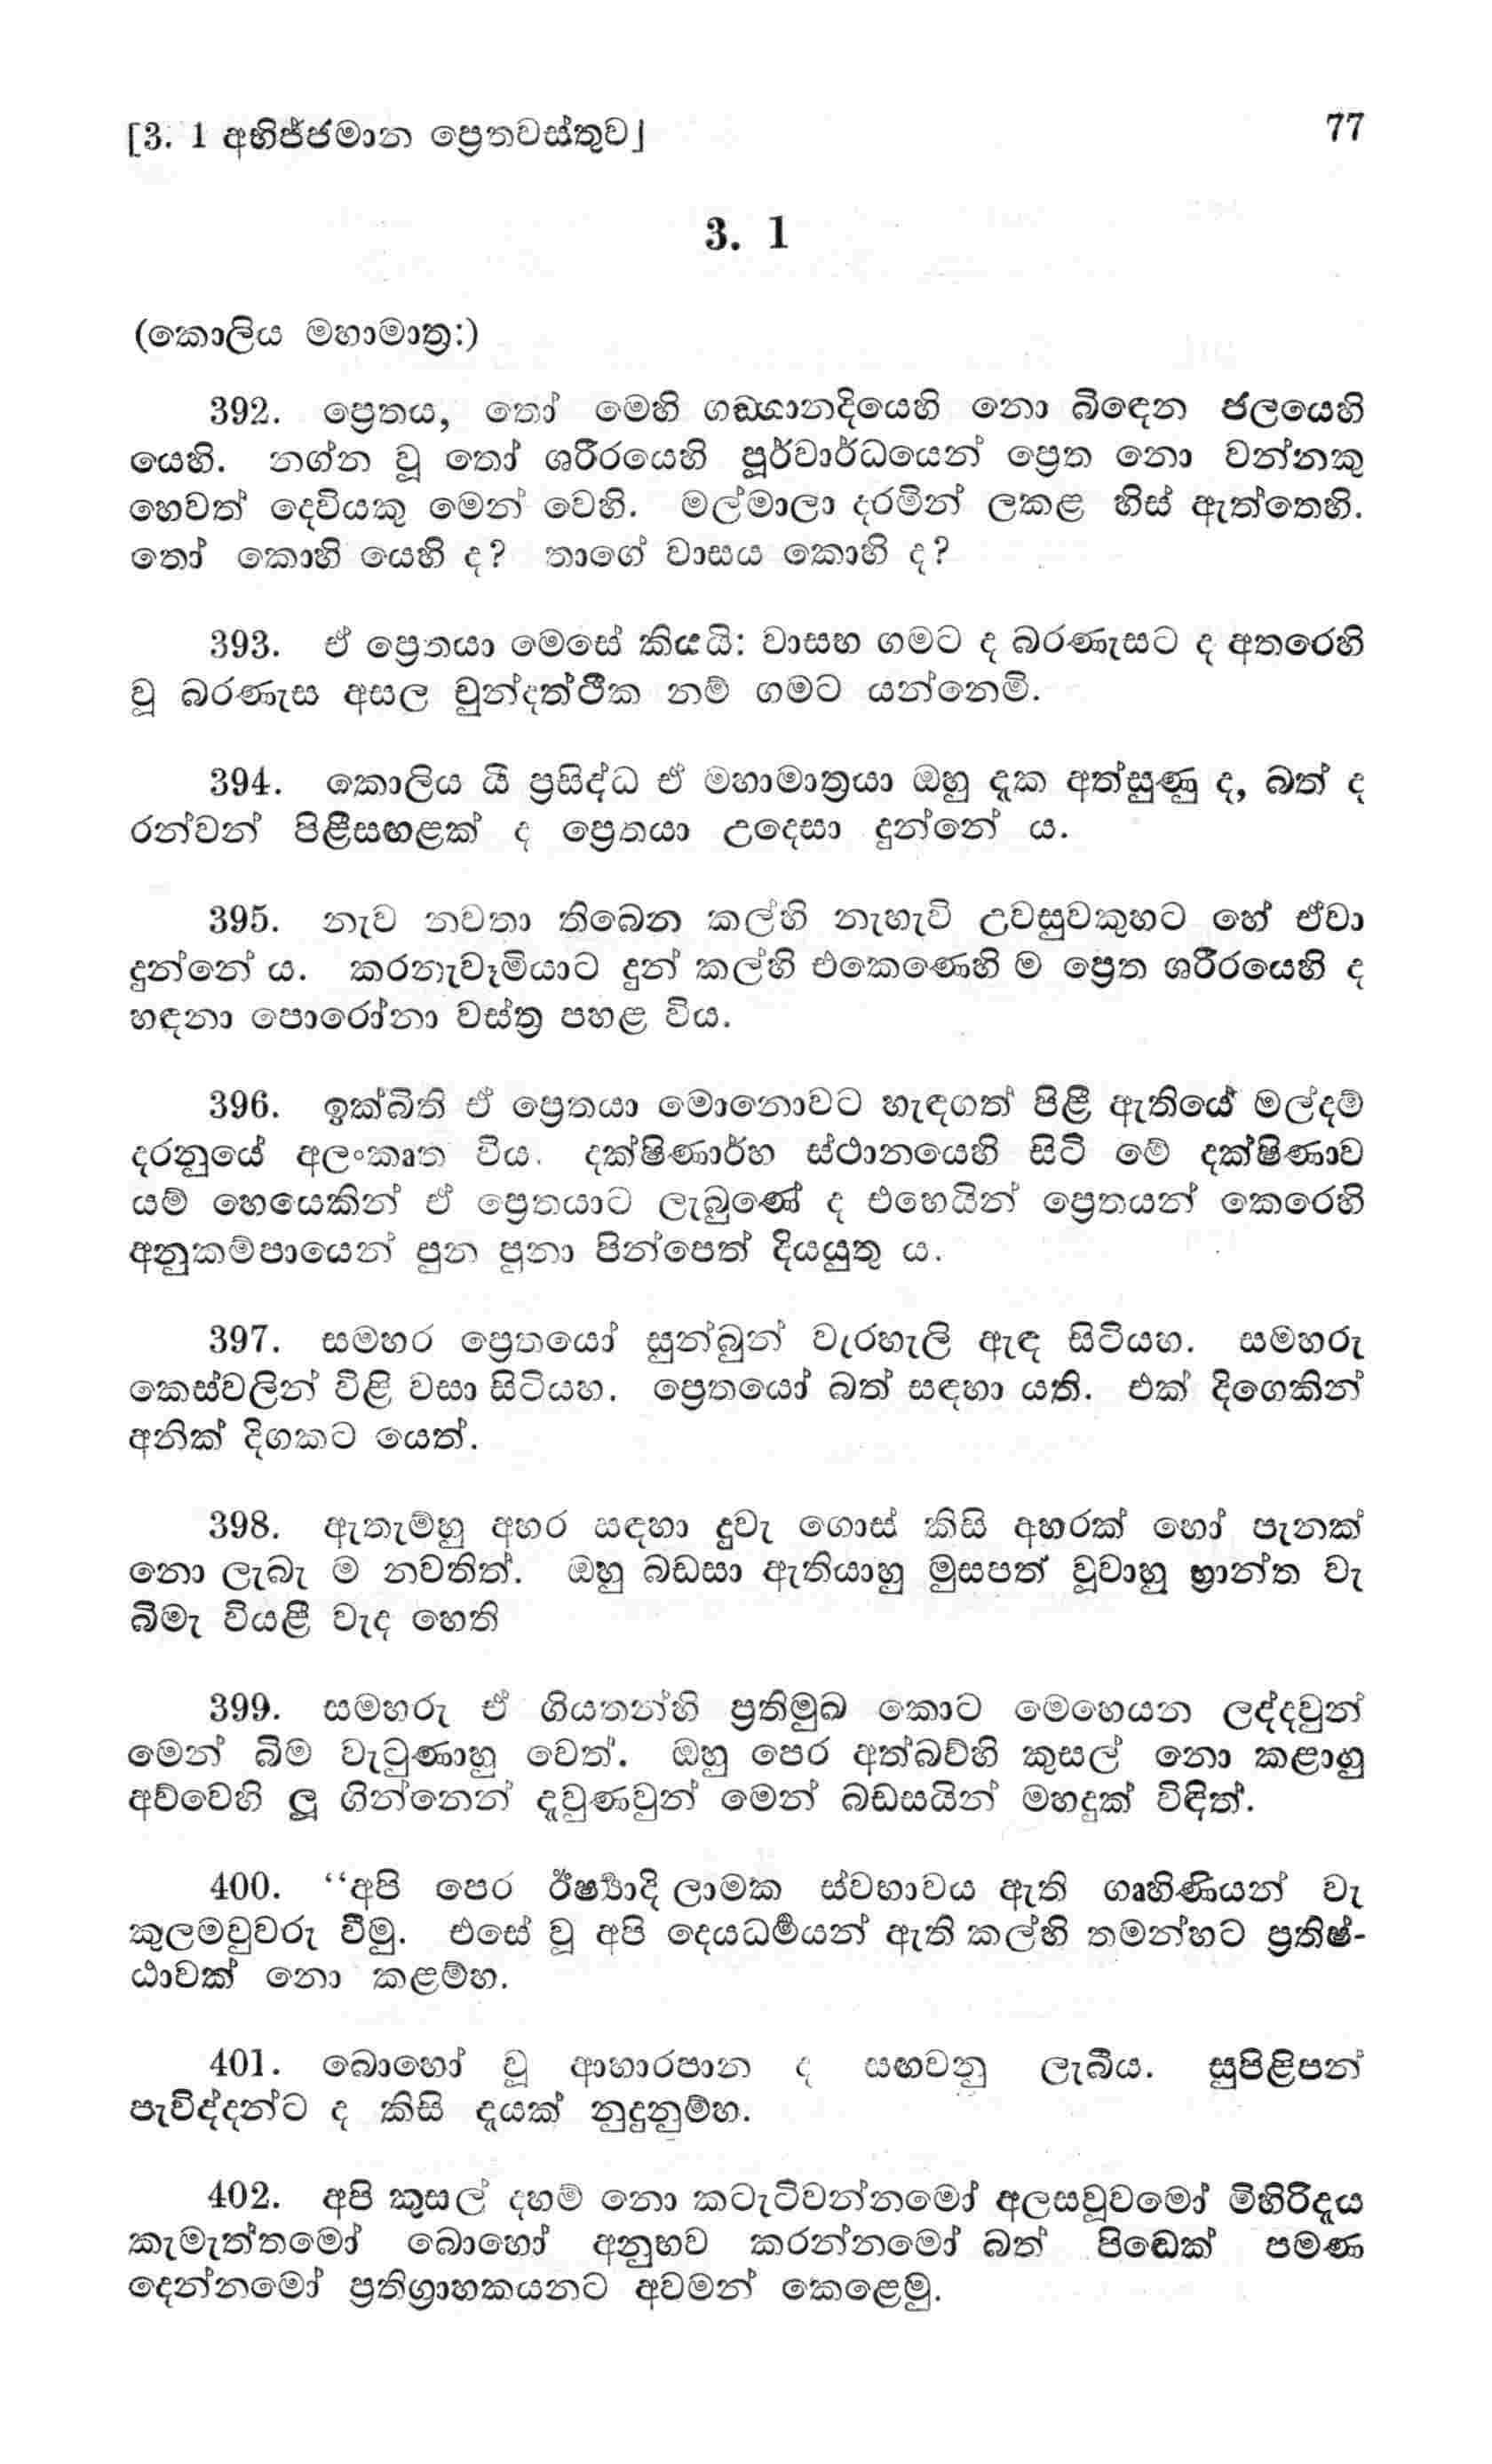 [3. 1 අභිජ්ජමාන ප්‍රෙතවස්තුව]
77
3. 1
(කොලිය මහාමාත්‍ර:)
392. ප්‍රෙතය, තෝ මෙහි ගඞ්ගානදියෙහි නො බිඳෙන ජලයෙහි
යෙහි. නග්න වූ තෝ ශරීරයෙහි පූර්වාර්ධයෙන් ප්‍රෙත නො වන්නකු
හෙවත් දෙවියකු මෙන් වෙහි. මල්මාලා දරමින් ලකළ හිස් ඇත්තෙහි.
තෝ කොහි යෙහි ද? තාගේ වාසය කොහි ද?
393. ඒ ප්‍රෙතයා මෙසේ කියයි: වාසභ ගමට ද බරණැසට ද අතරෙහි
වූ බරණැස අසල චුන්දත්ථික නම් ගමට යන්නෙමි.
394. කොලිය යී ප්‍රසිද්ධ ඒ මහාමාත්‍රයා ඔහු දැක අත්සුණු ද, බත් ද
රන්වන් පිළීසඟළක් ද ප්‍රෙතයා උදෙසා දුන්නේ ය.
395. නැව නවතා තිබෙන කල්හි නැහැවි උවසුවකුහට හේ ඒවා
දුන්නේ ය. කරනැවෑමියාට දුන් කල්හි එකෙණෙහි ම ප්‍රෙත ශරීරයෙහි ද
හඳනා පොරෝනා වස්ත්‍ර පහළ විය.
396. ඉක්බිති ඒ ප්‍රෙතයා මොනොවට හැඳගත් පිළී ඇතියේ මල්දම්
දරනුයේ අලංකෘත විය. දක්ෂිණාර්හ ස්ථානයෙහි සිටි මේ දක්ෂිණාව
යම් හෙයෙකින් ඒ ප්‍රෙතයාට ලැබුණේ ද එහෙයින් ප්‍රෙතයන් කෙරෙහි
අනුකම්පායෙන් පුන පුනා පින්පෙත් දියයුතු ය.
397. සමහර ප්‍රෙතයෝ සුන්බුන් වැරහැලි ඇඳ සිටියහ. සමහරු
කෙස්වලින් විළි වසා සිටියහ. ප්‍රෙතයෝ බත් සඳහා යති. එක් දිගෙකින්
අනික් දිගකට යෙත්.
398. ඇතැම්හු අහර සඳහා දුවැ ගොස් කිසි අහරක් හෝ පැනක්
නො ලැබැ ම නවතිත්. ඔහු බඩසා ඇතියාහු මුසපත් වූවාහු භ්‍රාන්ත වැ
බිමැ වියළී වැද හෙති
399. සමහරු ඒ ගියතන්හි ප්‍රතිමුඛ කොට මෙහෙයන ලද්දවුන්
මෙන් බිම වැටුණාහු වෙත්. ඔහු පෙර අත්බව්හි කුසල් නො කළාහු
අව්වෙහි ලූ ගින්නෙන් දැවුණවුන් මෙන් බඩසයින් මහදුක් විඳිත්.
400. “අපි පෙර ඊර්ෂ්‍යාදි ලාමක ස්වභාවය ඇති ගෘහිණියන් වැ
කුලමවුවරු වීමු. එසේ වූ අපි දෙයධර්‍මයන් ඇති කල්හි තමන්හට ප්‍රතිෂ්-
ඨාවක් නො කළම්හ.
401. බොහෝ වූ ආහාරපාන ද සඟවනු ලැබීය. සුපිළිපන්
පැවිද්දන්ට ද කිසි දැයක් නුදුනුම්හ.
402. අපි කුසල් දහම් නො කටැටිවන්නමෝ අලසවූවමෝ මිහිරිදැය
කැමැත්තමෝ බොහෝ අනුභව කරන්නමෝ බත් පිඬෙක් පමණ
දෙන්නමෝ ප්‍රතිග්‍රාහකයනට අවමන් කෙළෙමු.